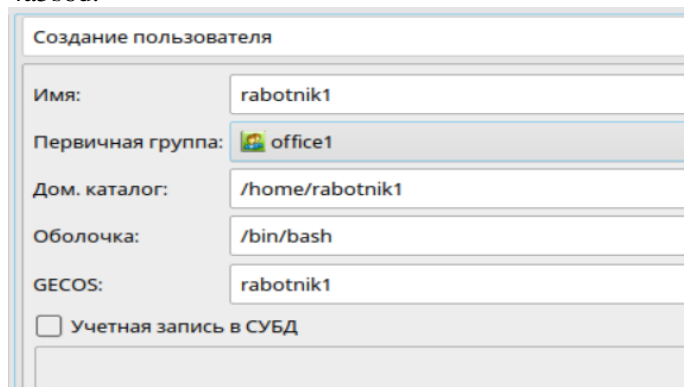 Создание пользователя
Имя: rabotnik1
Первичная группа: office1
Дом. каталог: /home/rabotnik1
Оболочка: /bin/bash
GECOS: rabotnik1
Учетная запись в СУБД